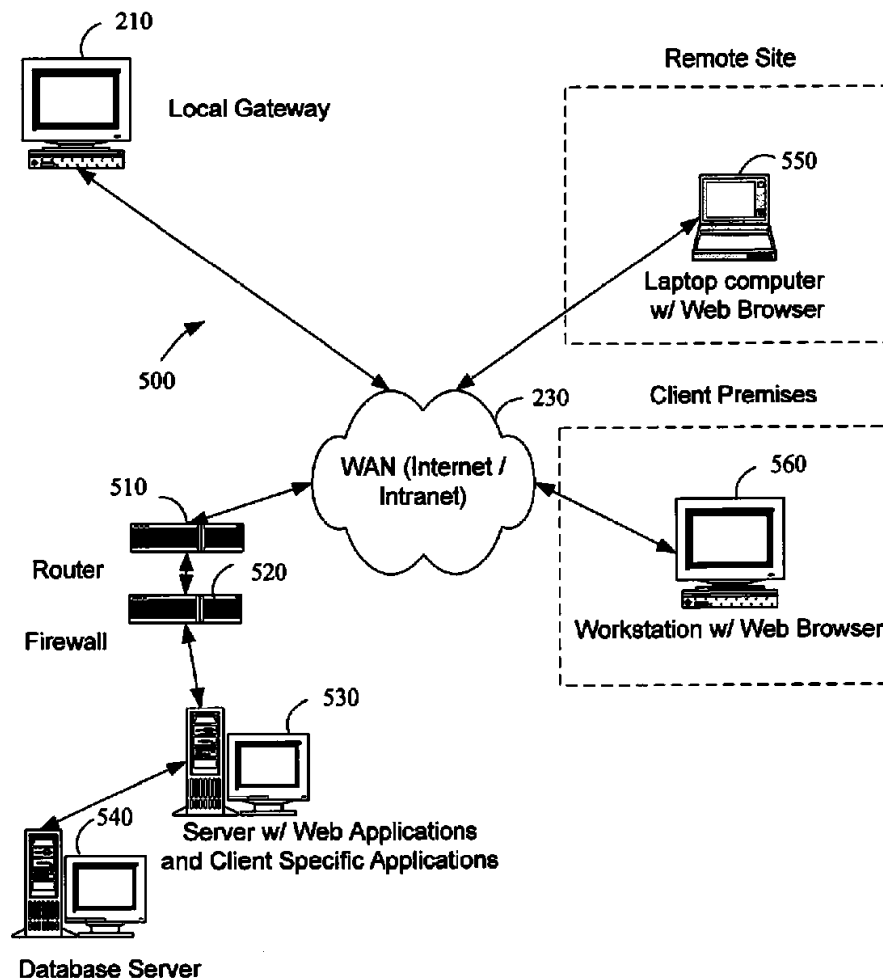 210
Local Gateway
Remote Site
550
Laptop computer
w/ Web Browser
500
230
WAN (Internet /
Intranet)
Client Premises
560
Workstation w/ Web Browser
510
Router
520
Firewall
530
Server w/ Web Applications
and Client Specific Applications
540
Database Server